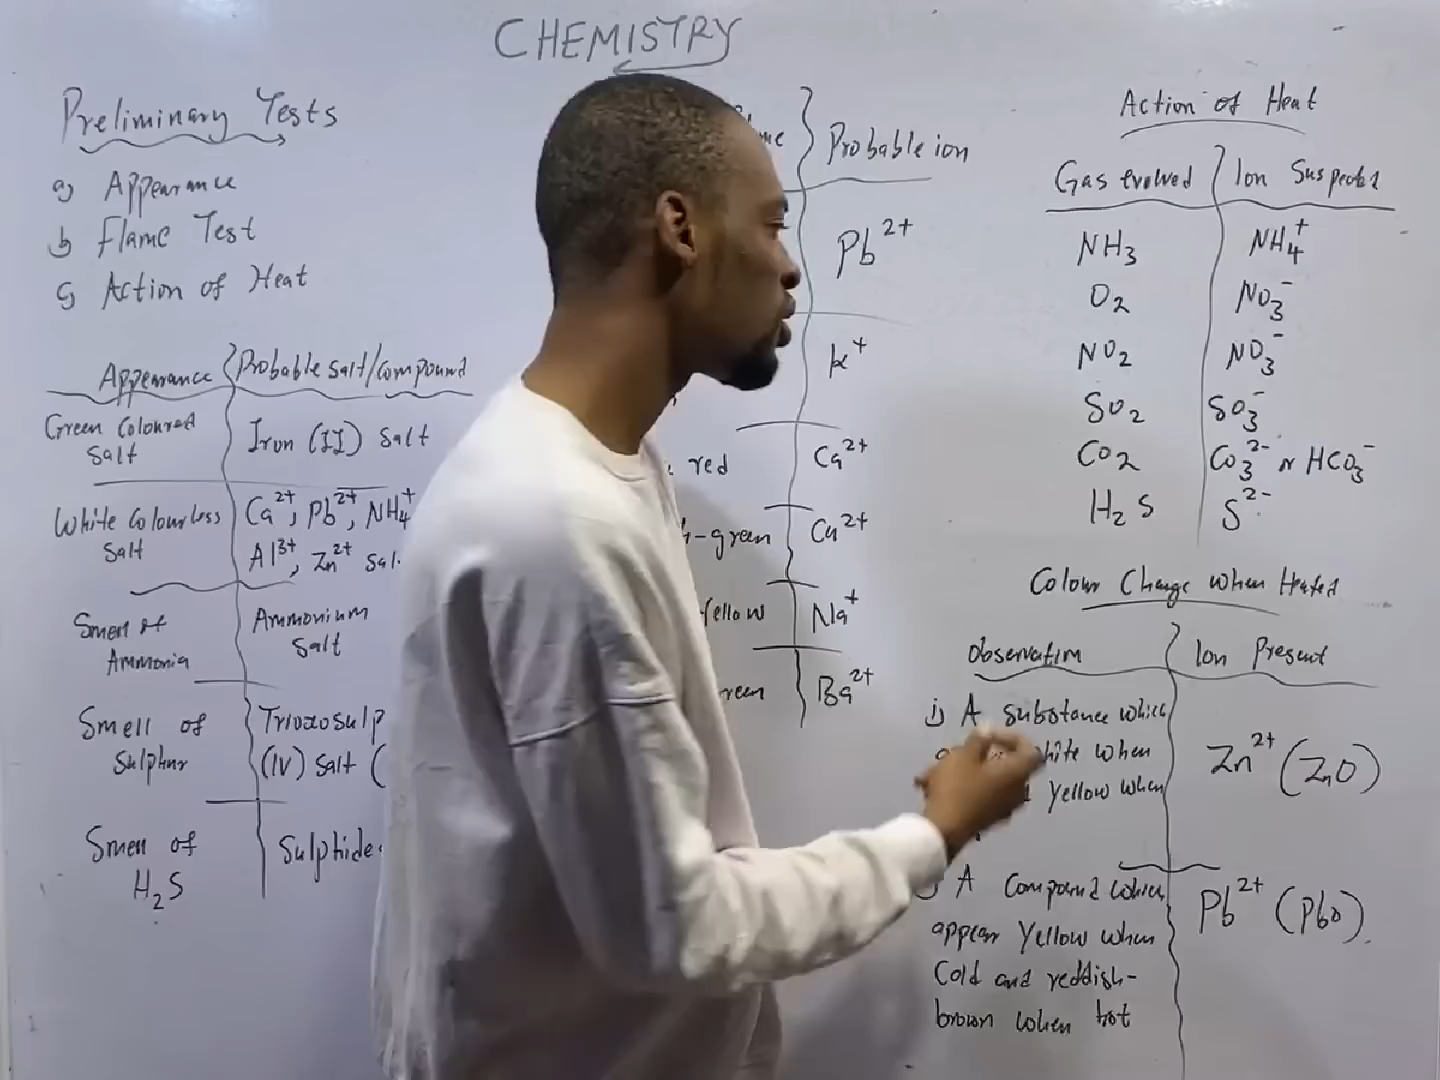 CHEMISTRY
Preliminary Tests
a) Appearance
b) Flame Test
c) Action of Heat
Appearance Probable salt/compound
Green Coloured Salt Iron (II) Salt
White Colourless Salt Ca²⁺, Pb²⁺, NH₄⁺
Al³⁺, Zn²⁺ Sal
Smell of Ammonia Ammonium Salt
Smell of Sulphur Trioxosulp
(IV) Salt (
Smell of H₂S Sulphide
me Probable ion
Pb²⁺
K⁺
red Ca²⁺
-green Cu²⁺
Yellow Na⁺
reen Ba²⁺
Action of Heat
Gas evolved Ion Suspected
NH₃ NH₄⁺
O₂ NO₃⁻
NO₂ NO₃⁻
SO₂ SO₃⁻
CO₂ CO₃²⁻ or HCO₃⁻
H₂S S²⁻
Colour Change when Heated
Observation Ion Present
i) A substance which
white when Zn²⁺ (ZnO)
yellow when
A Compound which
appear Yellow when Pb²⁺ (PbO).
Cold and reddish-
brown when hot